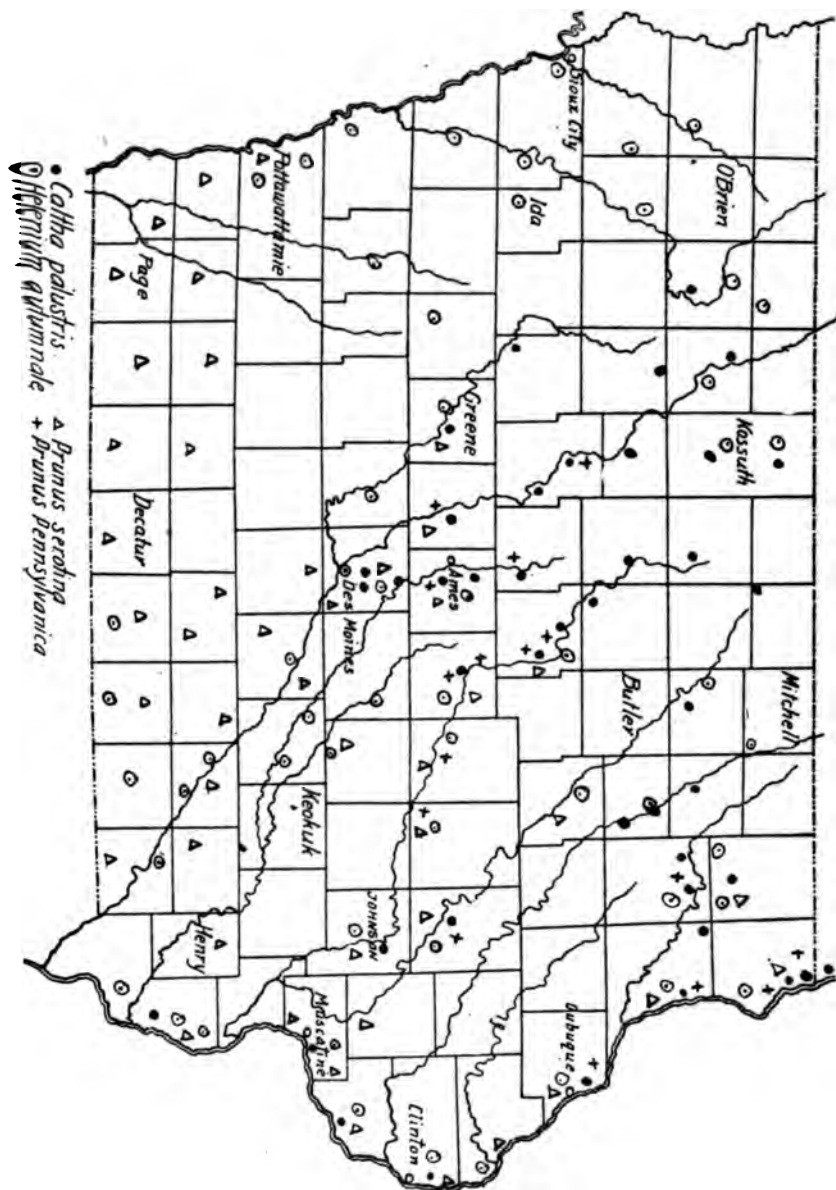 Sioux City
O'Brien
Ida
Pottawattamie
Page
Greene
Kossuth
Decatur
Des Moines
Ames
Butler
Mitchell
Keokuk
JOHNSON
Henry
Muscatine
Dubuque
Clinton
Caltha palustris
Helenium autumnale
Prunus serotina
Prunus pennsylvanica